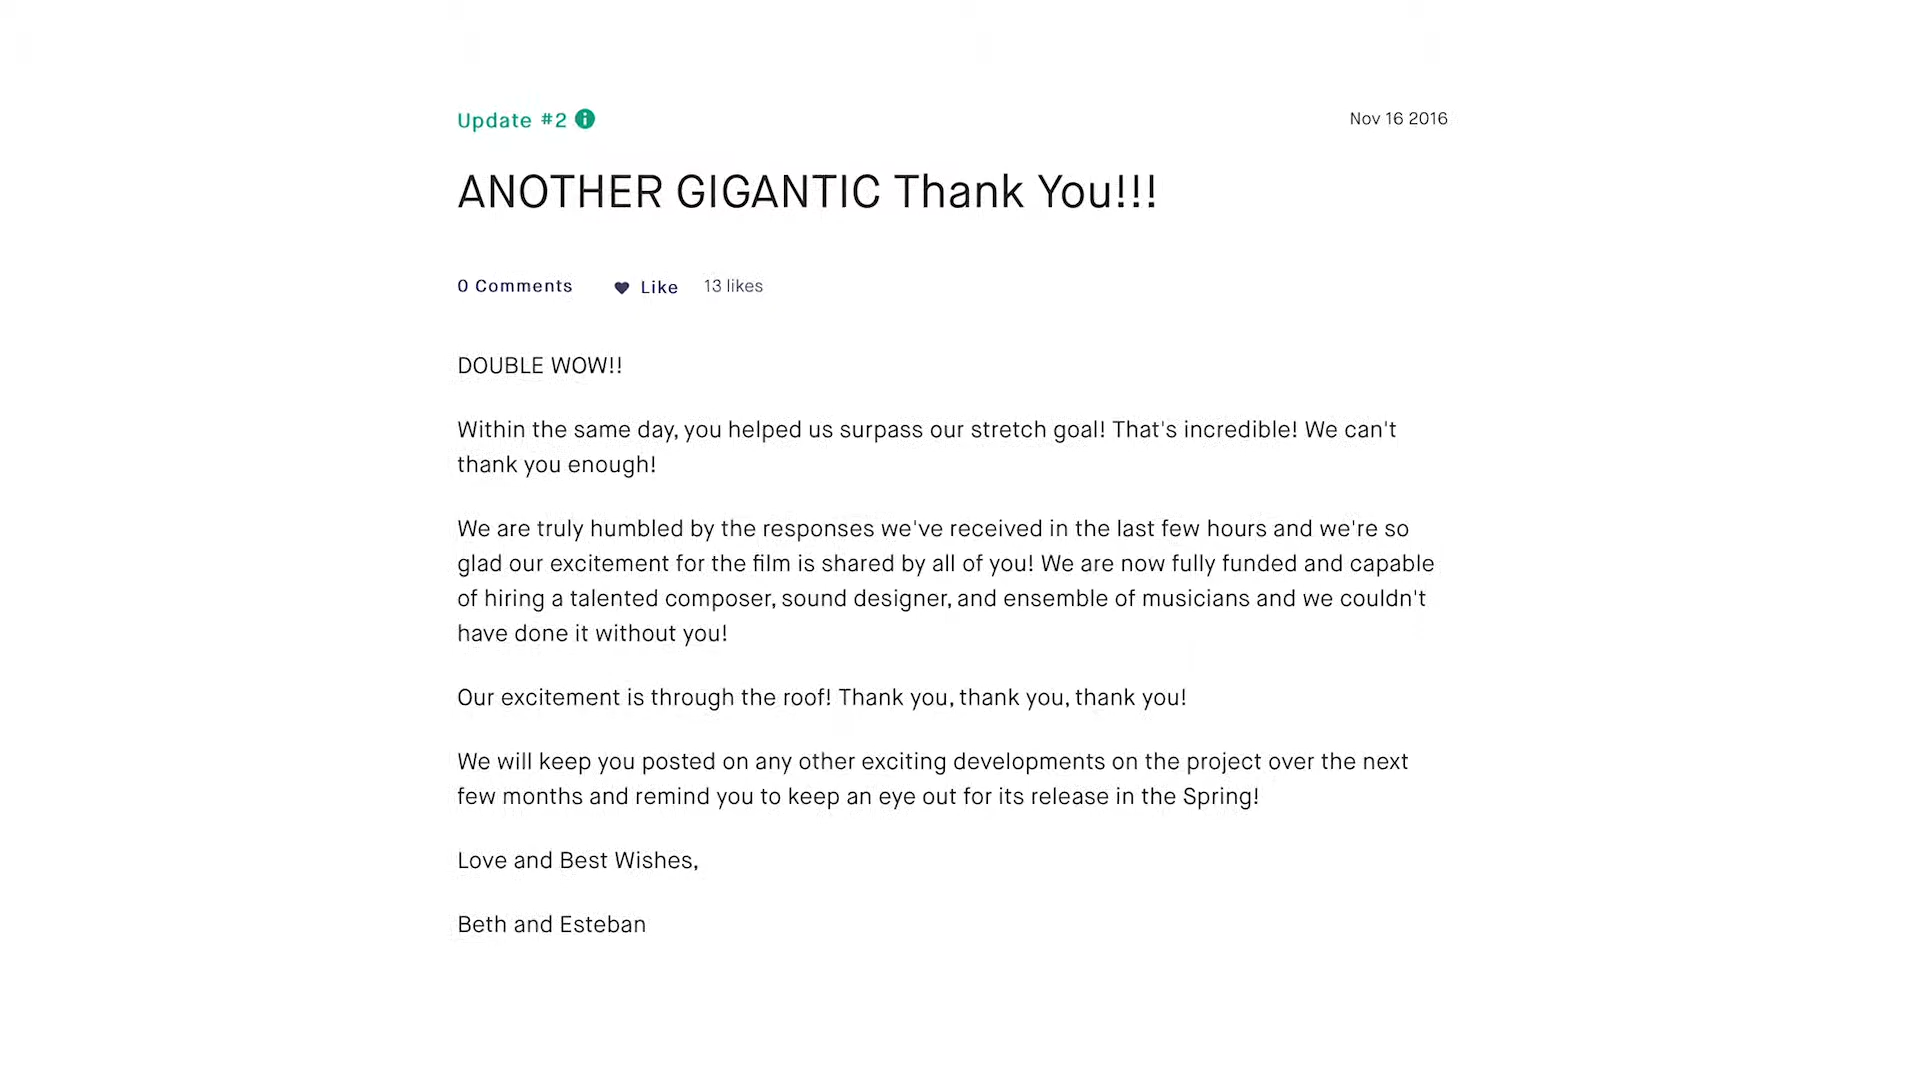 Update #2
Nov 16 2016
ANOTHER GIGANTIC Thank You!!!
0 Comments Like 13 likes
DOUBLE WOW!!
Within the same day, you helped us surpass our stretch goal! That's incredible! We can't
thank you enough!
We are truly humbled by the responses we've received in the last few hours and we're so
glad our excitement for the film is shared by all of you! We are now fully funded and capable
of hiring a talented composer, sound designer, and ensemble of musicians and we couldn't
have done it without you!
Our excitement is through the roof! Thank you, thank you, thank you!
We will keep you posted on any other exciting developments on the project over the next
few months and remind you to keep an eye out for its release in the Spring!
Love and Best Wishes,
Beth and Esteban